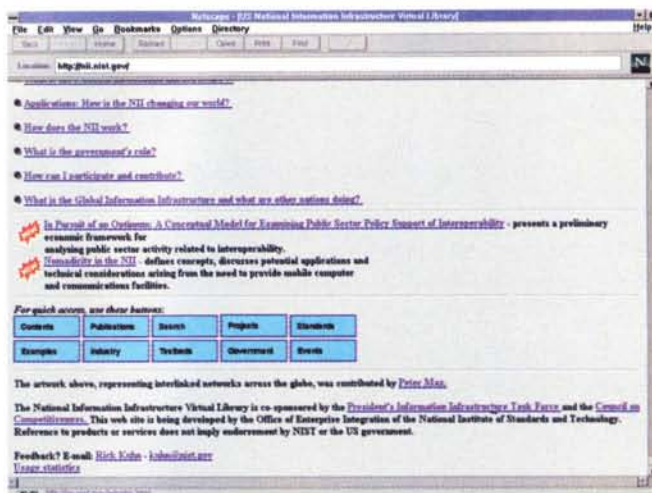 Netscape - [US National Information Infrastructure Virtual Library]
File Edit View Go Bookmarks Options Directory Help
Back Home Reload Open Print Find
Location: http://nii.nist.gov/
Applications: How is the NII changing our world?
How does the NII work?
What is the government's role?
How can I participate and contribute?
What is the Global Information Infrastructure and what are other nations doing?
In Pursuit of an Optimum: A Conceptual Model for Examining Public Sector Policy Support of Interoperability - presents a preliminary
economic framework for
analysing public sector activity related to interoperability.
Nomadicity in the NII - defines concepts, discusses potential applications and
technical considerations arising from the need to provide mobile computer
and communications facilities.
For quick access, use these buttons:
Contents Publications Search Projects Standards
Examples Industry Testbeds Government Events
The artwork above, representing interlinked networks across the globe, was contributed by Peter Max.
The National Information Infrastructure Virtual Library is co-sponsored by the President's Information Infrastructure Task Force and the Council on
Competitiveness. This web site is being developed by the Office of Enterprise Integration of the National Institute of Standards and Technology.
Reference to products or services does not imply endorsement by NIST or the US government.
Feedback? E-mail: Rick Kuhn - kuhn@nist.gov
Usage statistics